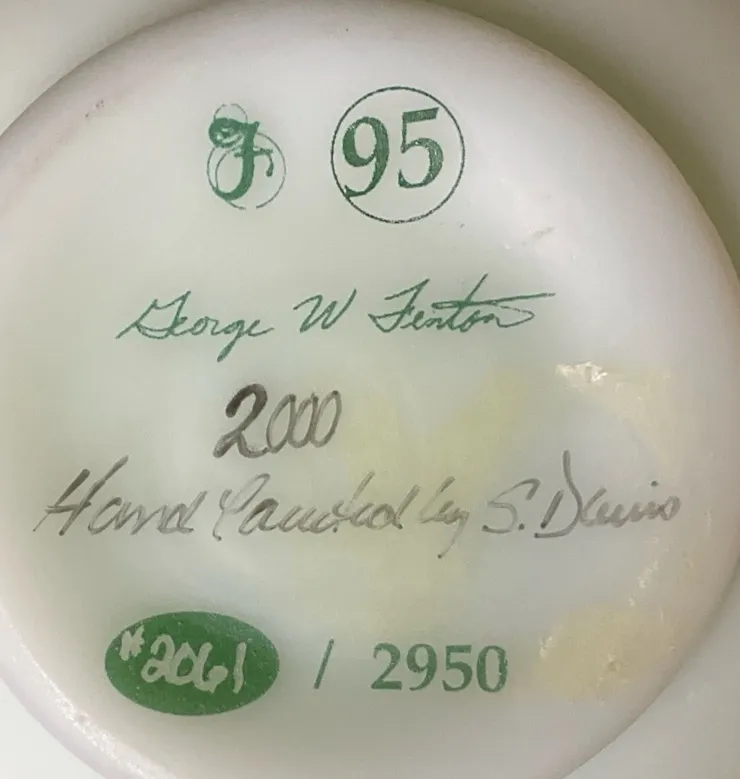 F 95
George W Fenton
2000
Hand Painted by S. Davis
#2061 / 2950